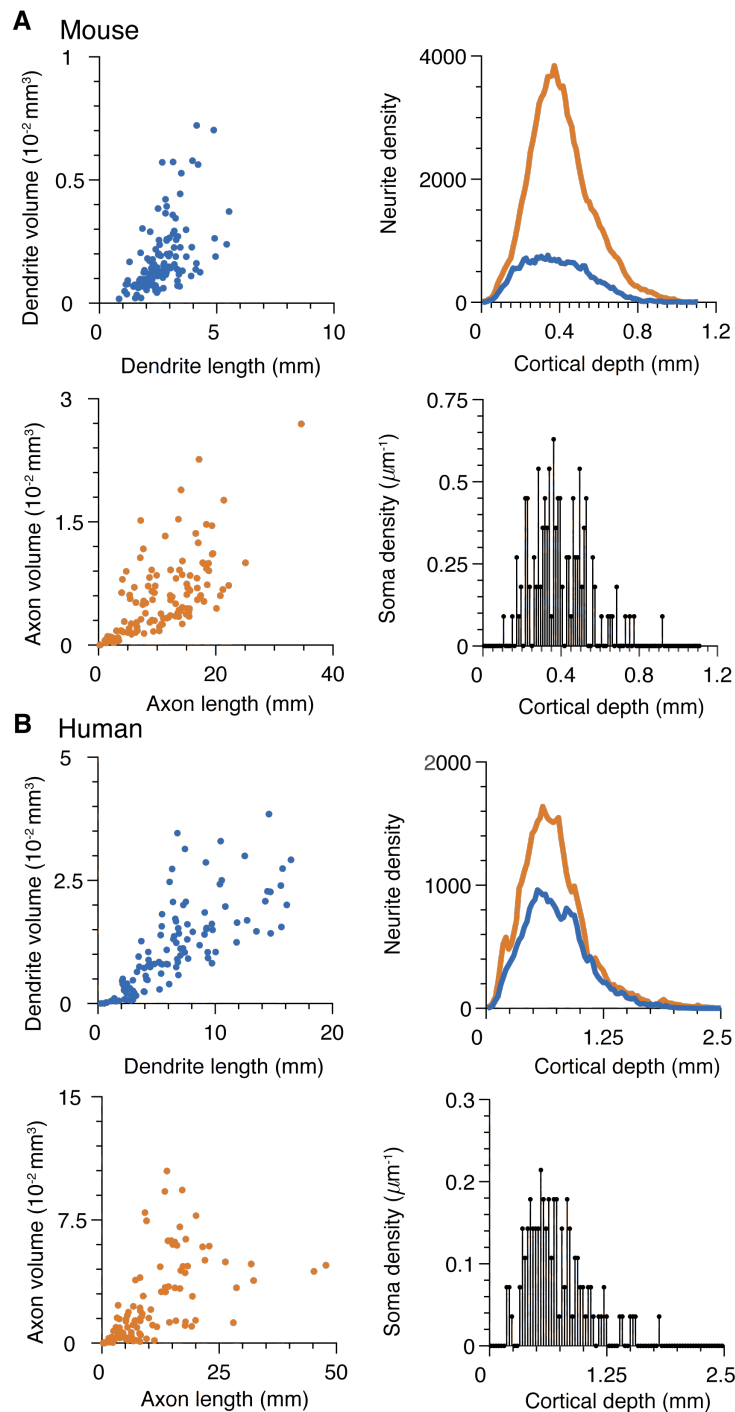 A Mouse
1
0.5
0
0 5 10
Dendrite volume (10⁻² mm³)
Dendrite length (mm)
4000
2000
0
0 0.4 0.8 1.2
Neurite density
Cortical depth (mm)
3
1.5
0
0 20 40
Axon volume (10⁻² mm³)
Axon length (mm)
0.75
0.5
0.25
0
0 0.4 0.8 1.2
Soma density (μm⁻¹)
Cortical depth (mm)
B Human
5
2.5
0
0 10 20
Dendrite volume (10⁻² mm³)
Dendrite length (mm)
2000
1000
0
0 1.25 2.5
Neurite density
Cortical depth (mm)
15
7.5
0
0 25 50
Axon volume (10⁻² mm³)
Axon length (mm)
0.3
0.2
0.1
0
0 1.25 2.5
Soma density (μm⁻¹)
Cortical depth (mm)